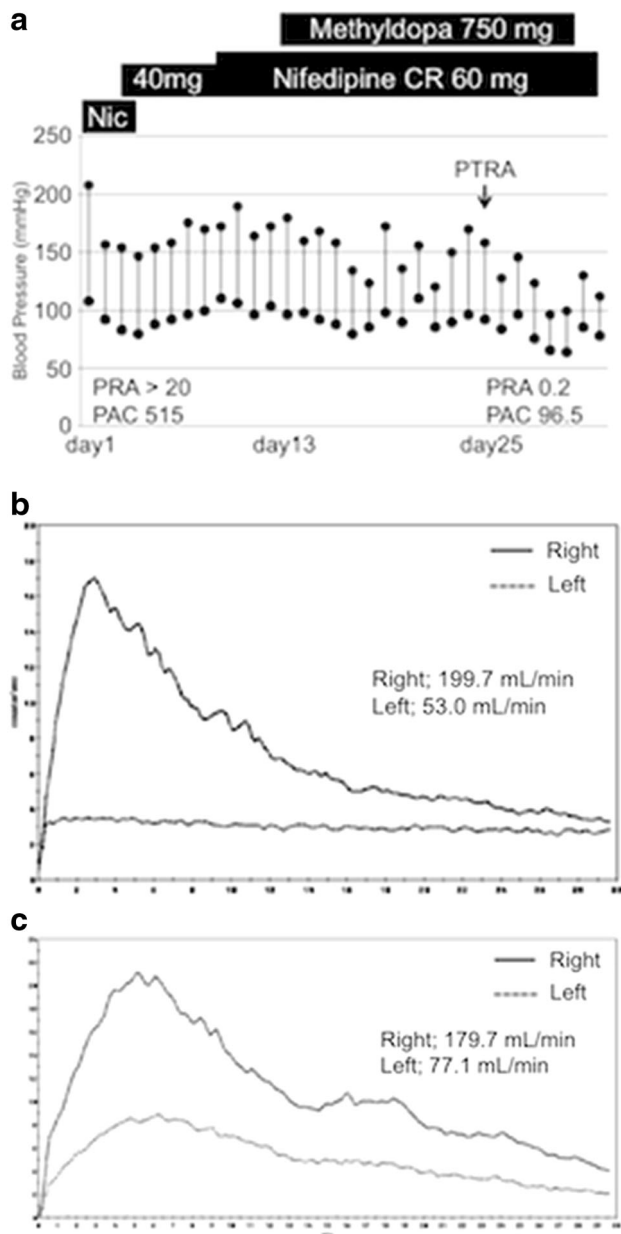 a
Methyldopa 750 mg
40mg Nifedipine CR 60 mg
Nic
250
200
150
100
50
0
Blood Pressure (mmHg)
PTRA
PRA > 20
PAC 515
PRA 0.2
PAC 96.5
day1 day13 day25
b
Right
Left
Right; 199.7 mL/min
Left; 53.0 mL/min
c
Right
Left
Right; 179.7 mL/min
Left; 77.1 mL/min